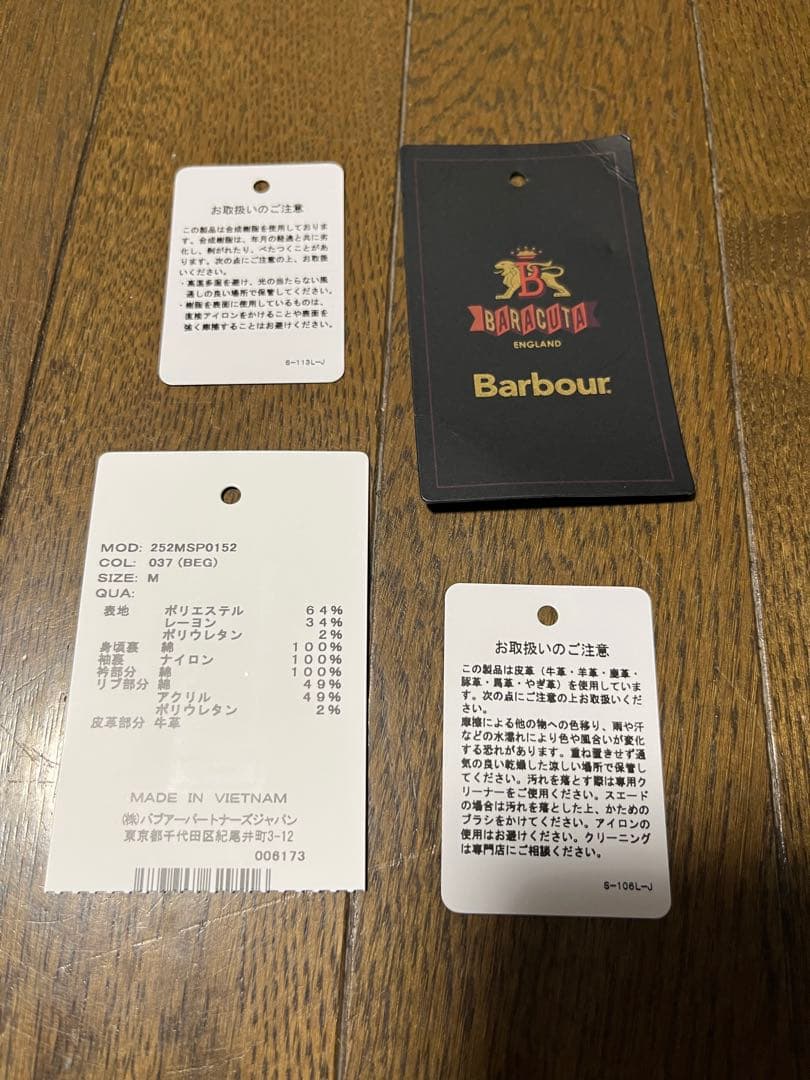 お取扱いのご注意
この製品は合成樹脂を使用しておりま
す。合成樹脂は、年月の経過と共に劣
化し、剥がれたり、べたつくことがあ
ります。次の点にご注意の上、お取扱
いください。
・高温多湿を避け、光の当たらない風
通しの良い場所で保管してください。
・樹脂を表面に使用しているものは、
直接アイロンをかけることや表面を
強く摩擦することはお避けください。
S-113L-J
B
BARACUTA
ENGLAND
Barbour
MOD: 252MSP0152
COL: 037 (BEG)
SIZE: M
QUA:
表地 ポリエステル 64%
レーヨン 34%
ポリウレタン 2%
身頃裏 綿 100%
袖裏 ナイロン 100%
衿部分 綿 100%
リブ部分 綿 49%
アクリル 49%
ポリウレタン 2%
皮革部分 牛革
MADE IN VIETNAM
(株)バブアーパートナーズジャパン
東京都千代田区紀尾井町3-12
006173
お取扱いのご注意
この製品は皮革（牛革・羊革・鹿革・
豚革・馬革・やぎ革）を使用していま
す。次の点にご注意の上お取扱いくだ
さい。
摩擦による他の物への色移り、雨や汗
などの水濡れにより色や風合いが変化
する恐れがあります。重ね置きせず通
気の良い乾燥した涼しい場所で保管し
てください。汚れを落とす際は専用ク
リーナーをご使用ください。スエード
の場合は汚れを落とした上、かための
ブラシをかけてください。アイロンの
使用はお避けください。クリーニング
は専門店にご相談ください。
S-106L-J